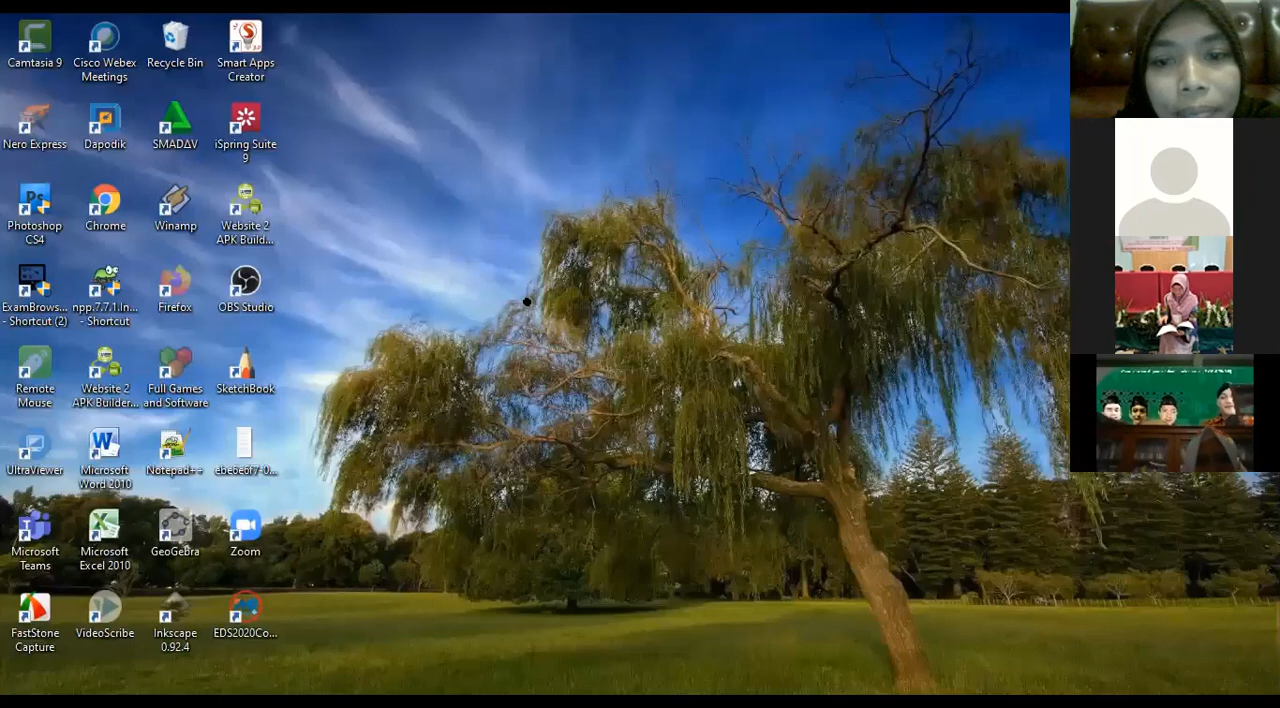 Camtasia 9
Cisco Webex
Meetings
Recycle Bin
Smart Apps
Creator
Nero Express
Dapodik
SMADΔV
iSpring Suite
9
Photoshop
CS4
Chrome
Winamp
Website 2
APK Build...
ExamBrows...
- Shortcut (2)
npp.7.7.1.In...
- Shortcut
Firefox
OBS Studio
Remote
Mouse
Website 2
APK Builder...
Full Games
and Software
SketchBook
UltraViewer
Microsoft
Word 2010
Notepad++
Microsoft
Teams
Microsoft
Excel 2010
GeoGebra
Zoom
FastStone
Capture
VideoScribe
Inkscape
0.92.4
EDS2020Co...